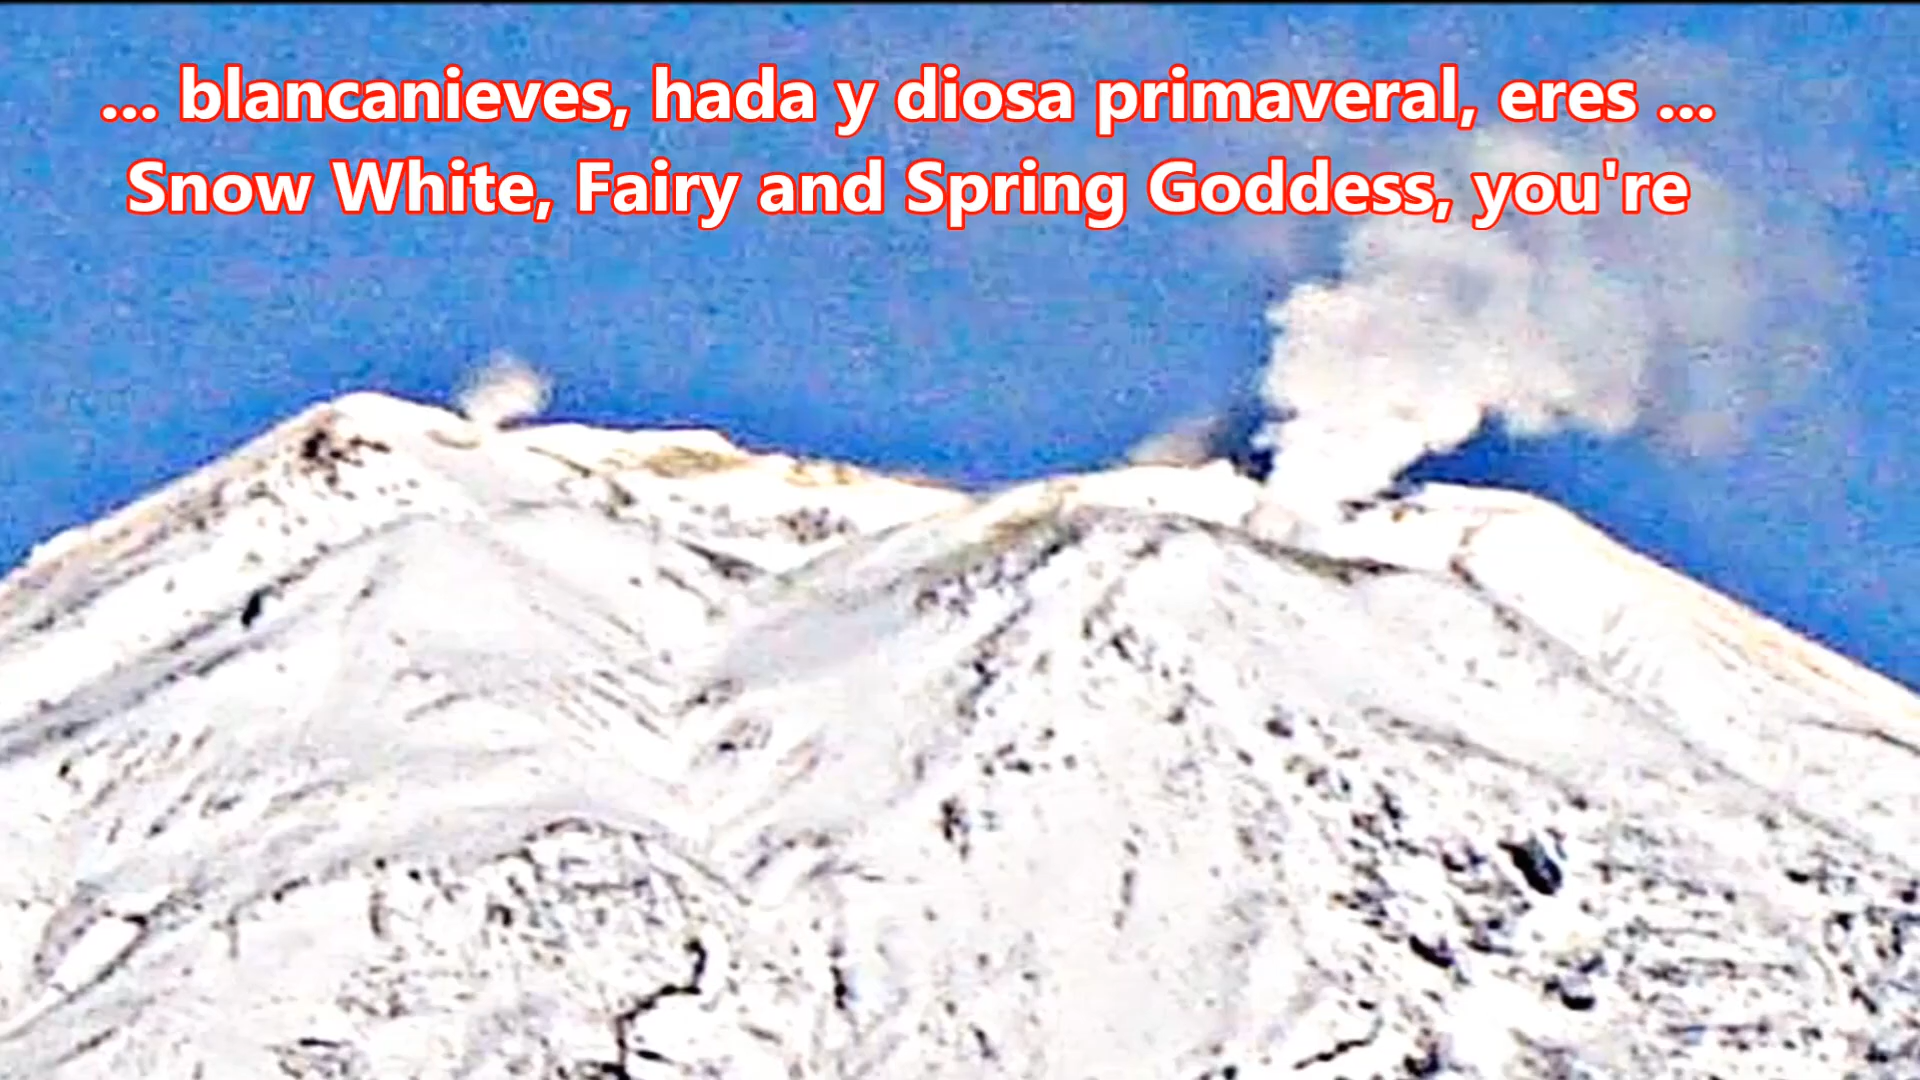 ... blancanieves, hada y diosa primaveral, eres ...
Snow White, Fairy and Spring Goddess, you're